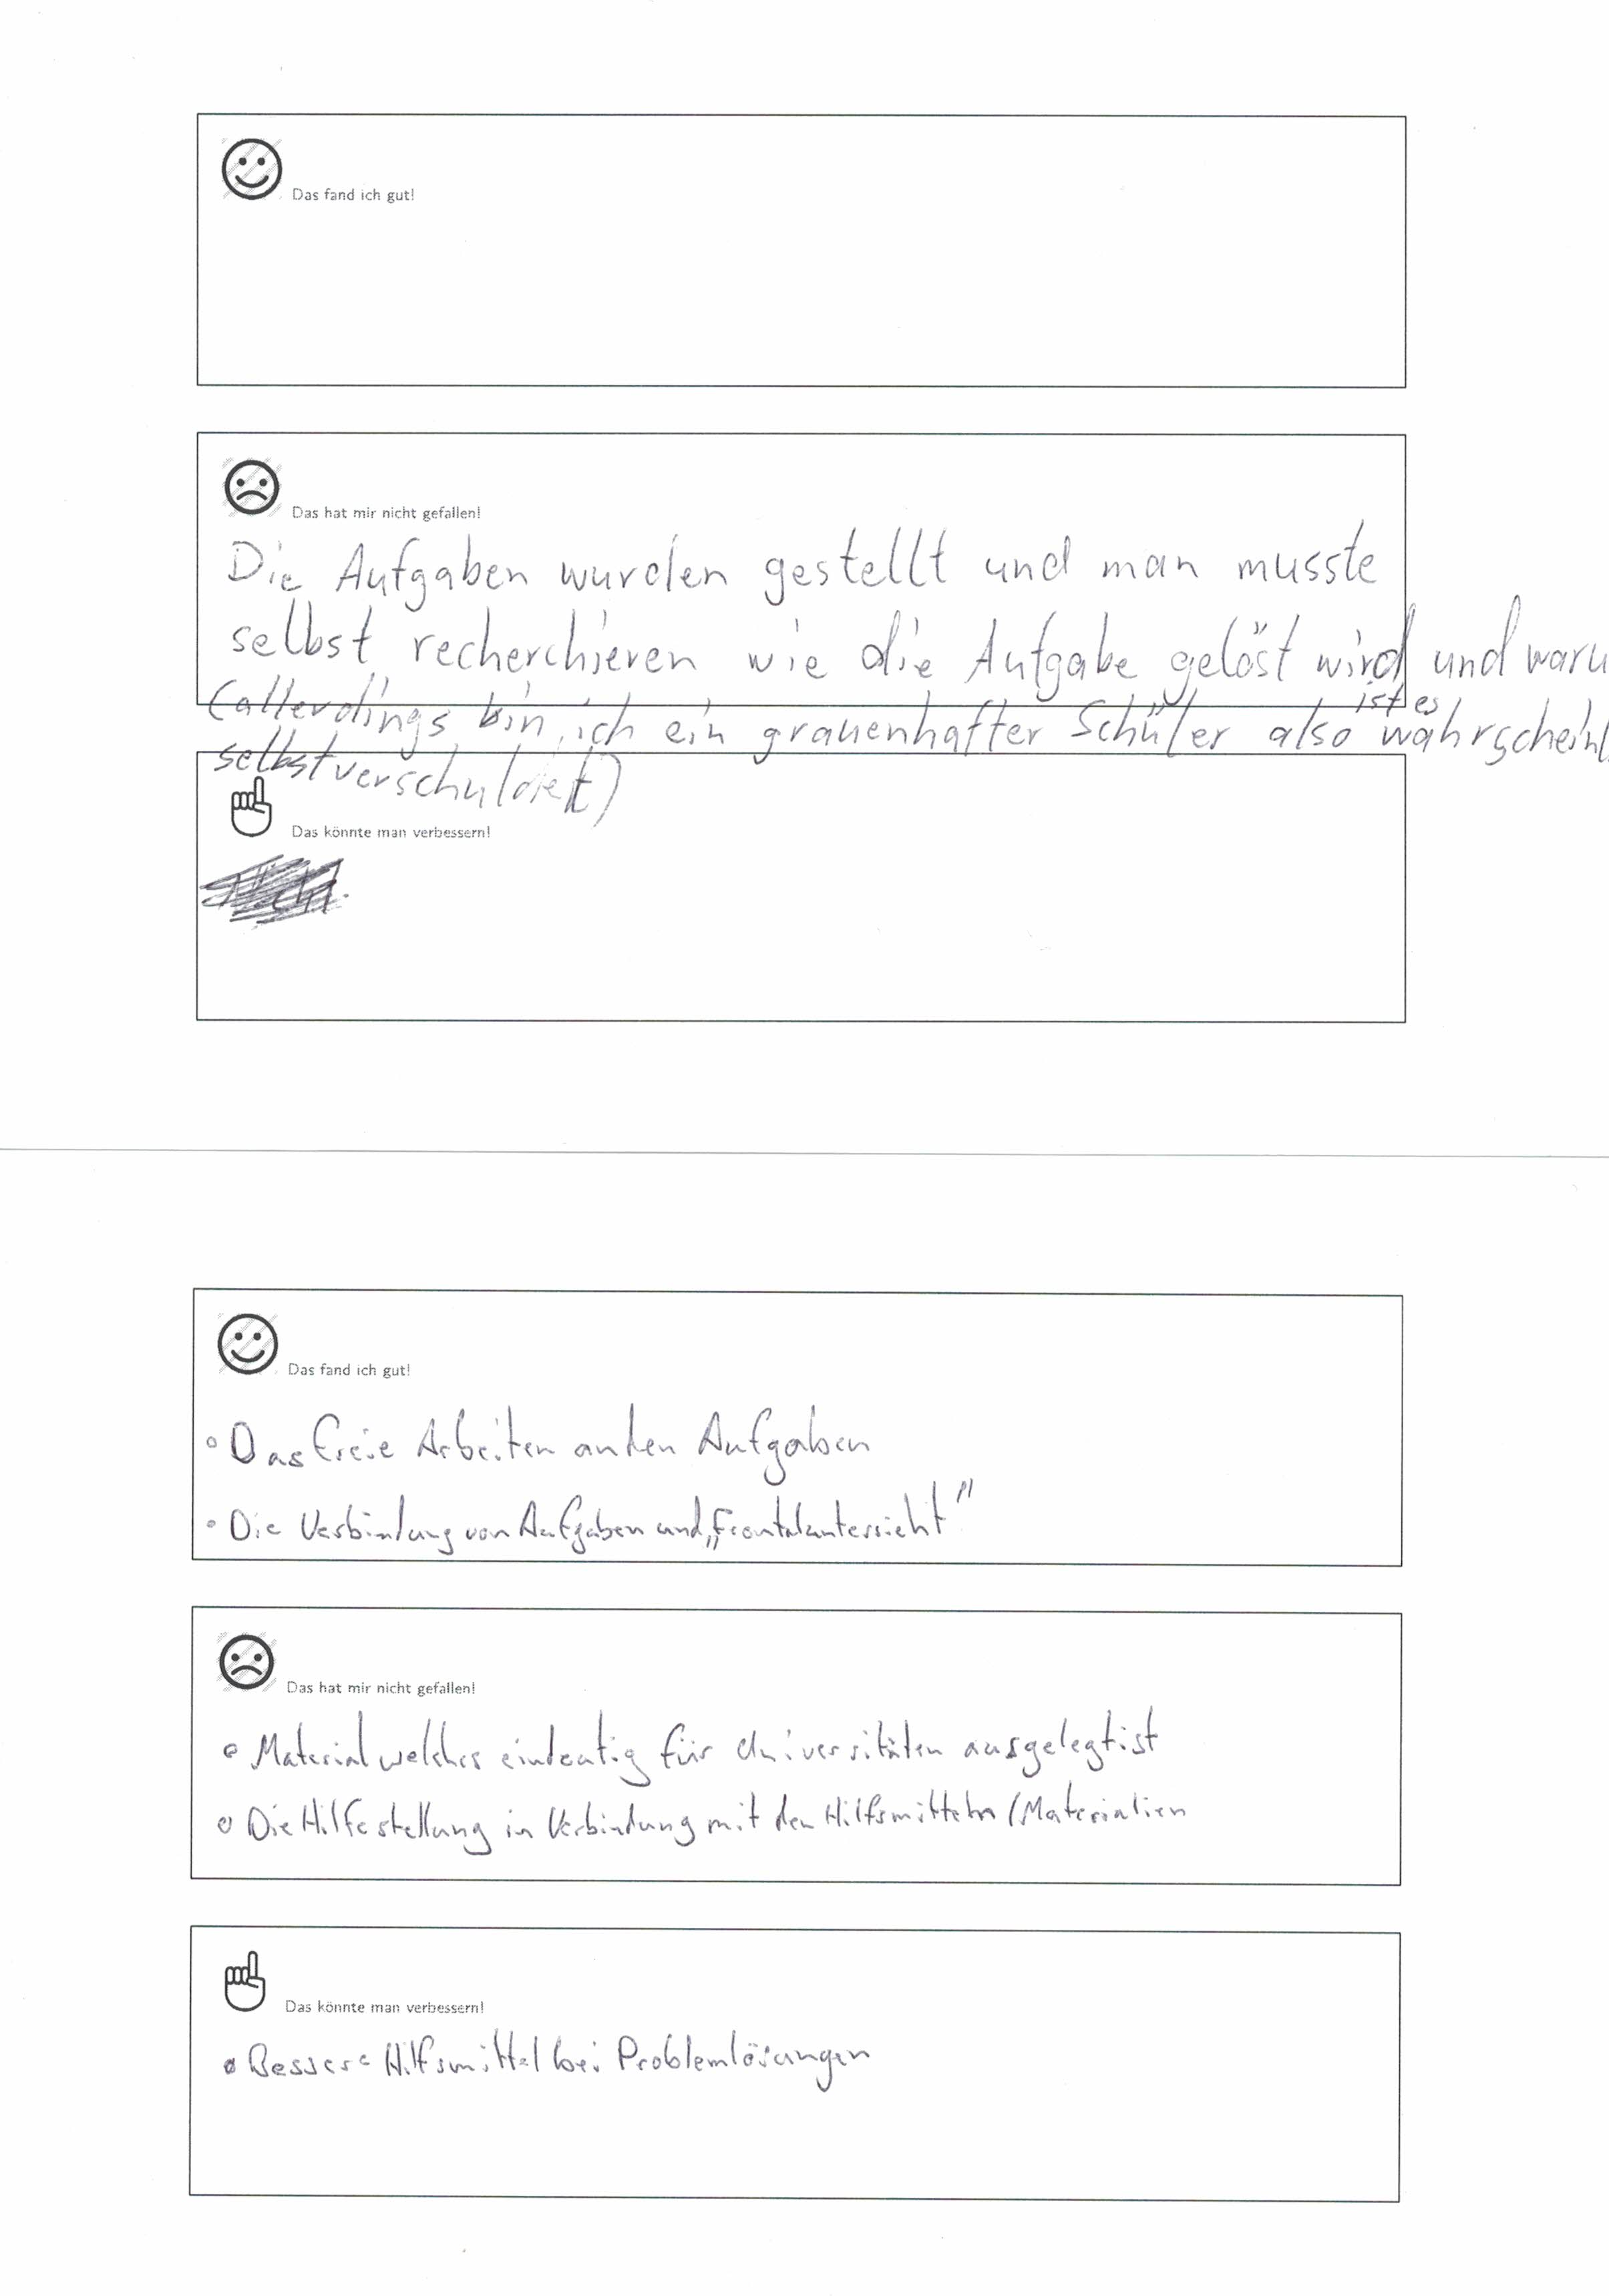 Das fand ich gut!
Das hat mir nicht gefallen!
Die Aufgaben wurden gestellt und man musste
selbst recherchieren wie die Aufgabe gelöst wird und waru
ist es
(allerdings bin ich ein grauenhafter Schüler also wahrscheinl
selbstverschuldet)
Das könnte man verbessern!
Das fand ich gut!
• Das freie Arbeiten an den Aufgaben
• Die Verbindung von Aufgaben und „Frontalunterricht"
Das hat mir nicht gefallen!
• Material welches eindeutig für Universitäten ausgelegt ist
• Die Hilfestellung in Verbindung mit den Hilfsmitteln / Materialien
Das könnte man verbessern!
• Bessere Hilfsmittel bei Problemlösungen